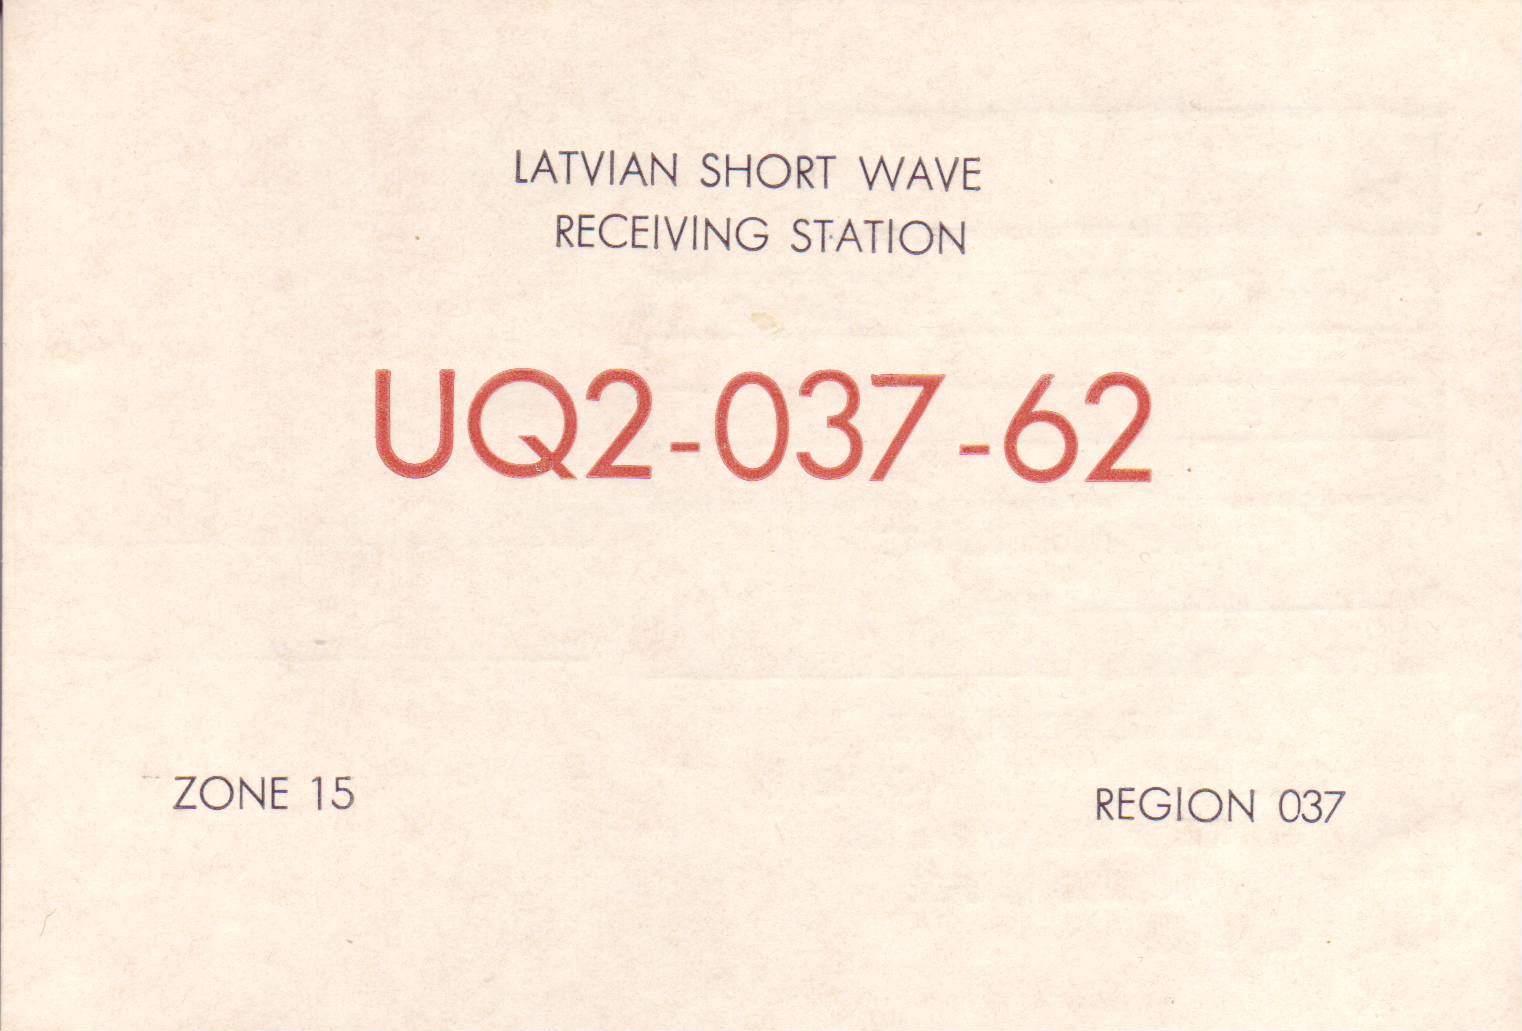 LATVIAN SHORT WAVE
RECEIVING STATION
UQ2-037-62
ZONE 15
REGION 037